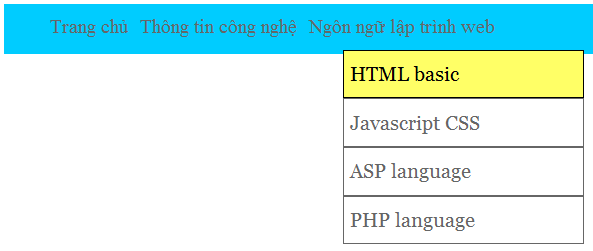 Trang chủ Thông tin công nghệ Ngôn ngữ lập trình web
HTML basic
Javascript CSS
ASP language
PHP language